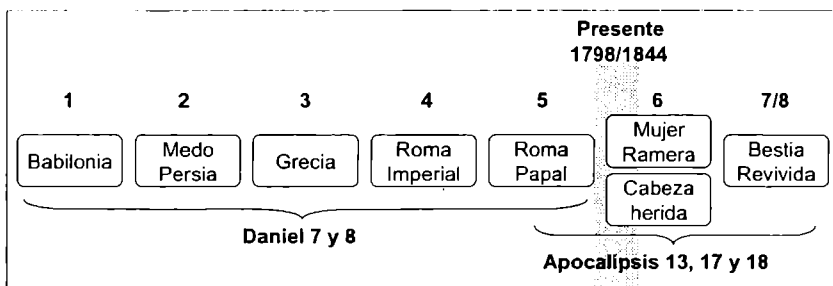 Presente
1798/1844
1 2 3 4 5 6 7/8
Babilonia
Medo
Persia
Grecia
Roma
Imperial
Roma
Papal
Mujer
Ramera
Cabeza
herida
Bestia
Revivida
Daniel 7 y 8
Apocalipsis 13, 17 y 18